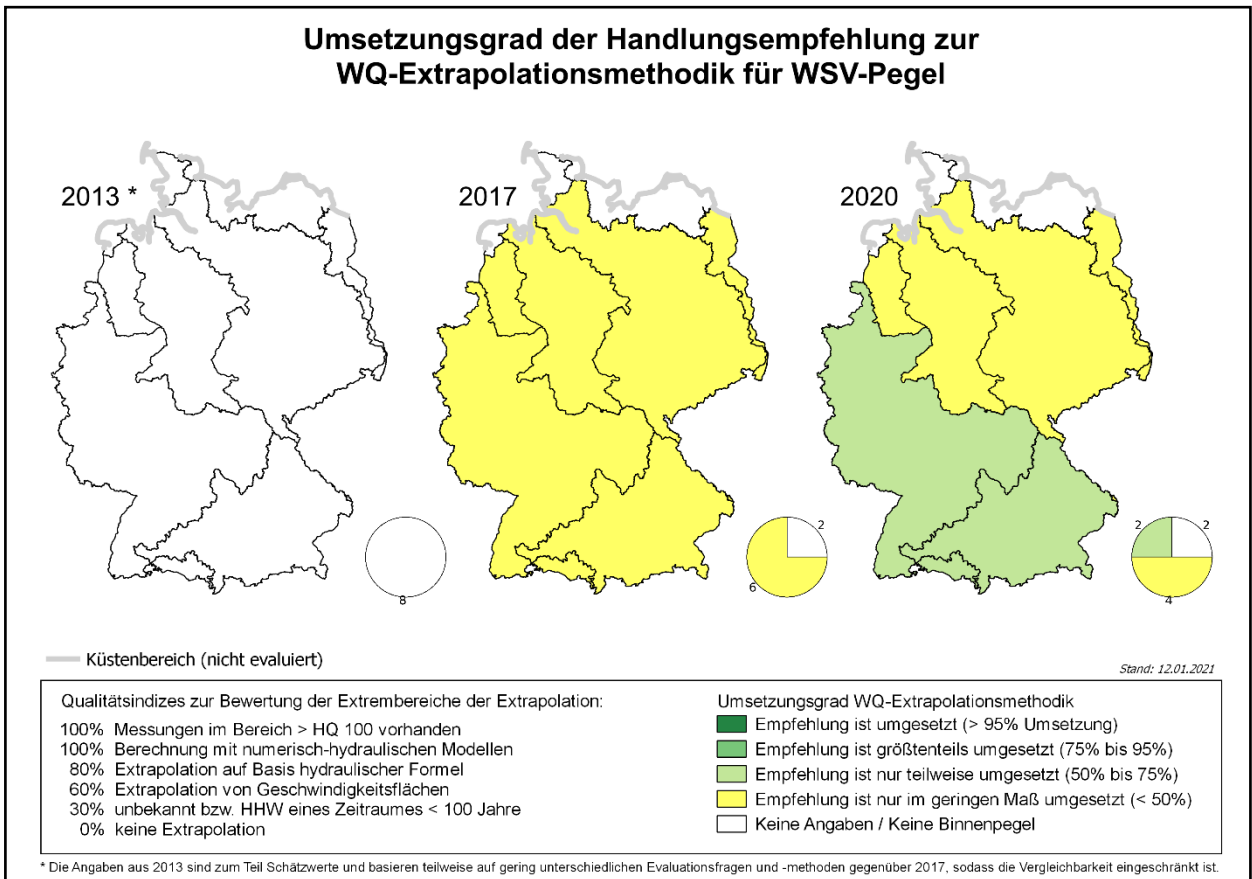 Umsetzungsgrad der Handlungsempfehlung zur
WQ-Extrapolationsmethodik für WSV-Pegel
2013 *
2017
2020
8
2
6
2
2
4
Küstenbereich (nicht evaluiert)
Stand: 12.01.2021
Qualitätsindizes zur Bewertung der Extrembereiche der Extrapolation:
100% Messungen im Bereich > HQ 100 vorhanden
100% Berechnung mit numerisch-hydraulischen Modellen
80% Extrapolation auf Basis hydraulischer Formel
60% Extrapolation von Geschwindigkeitsflächen
30% unbekannt bzw. HHW eines Zeitraumes < 100 Jahre
0% keine Extrapolation
Umsetzungsgrad WQ-Extrapolationsmethodik
Empfehlung ist umgesetzt (> 95% Umsetzung)
Empfehlung ist größtenteils umgesetzt (75% bis 95%)
Empfehlung ist nur teilweise umgesetzt (50% bis 75%)
Empfehlung ist nur im geringen Maß umgesetzt (< 50%)
Keine Angaben / Keine Binnenpegel
* Die Angaben aus 2013 sind zum Teil Schätzwerte und basieren teilweise auf gering unterschiedlichen Evaluationsfragen und -methoden gegenüber 2017, sodass die Vergleichbarkeit eingeschränkt ist.